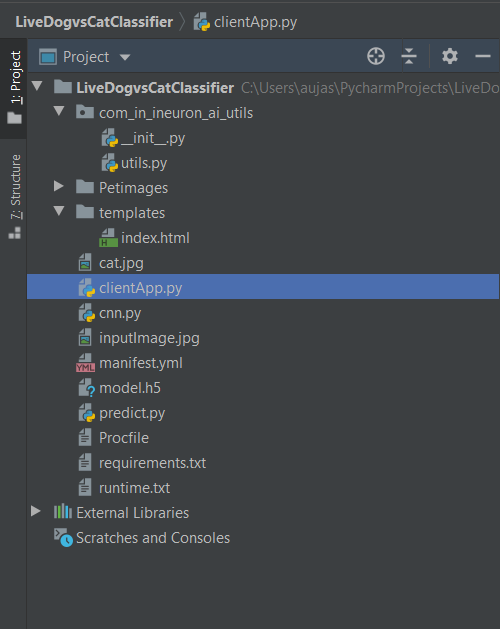 LiveDogvsCatClassifier clientApp.py
1: Project
Project
LiveDogvsCatClassifier C:\Users\aujas\PycharmProjects\LiveDo
com_in_ineuron_ai_utils
__init__.py
utils.py
Petimages
templates
H index.html
cat.jpg
clientApp.py
cnn.py
inputImage.jpg
YML manifest.yml
? model.h5
predict.py
Procfile
requirements.txt
runtime.txt
External Libraries
Scratches and Consoles
7: Structure